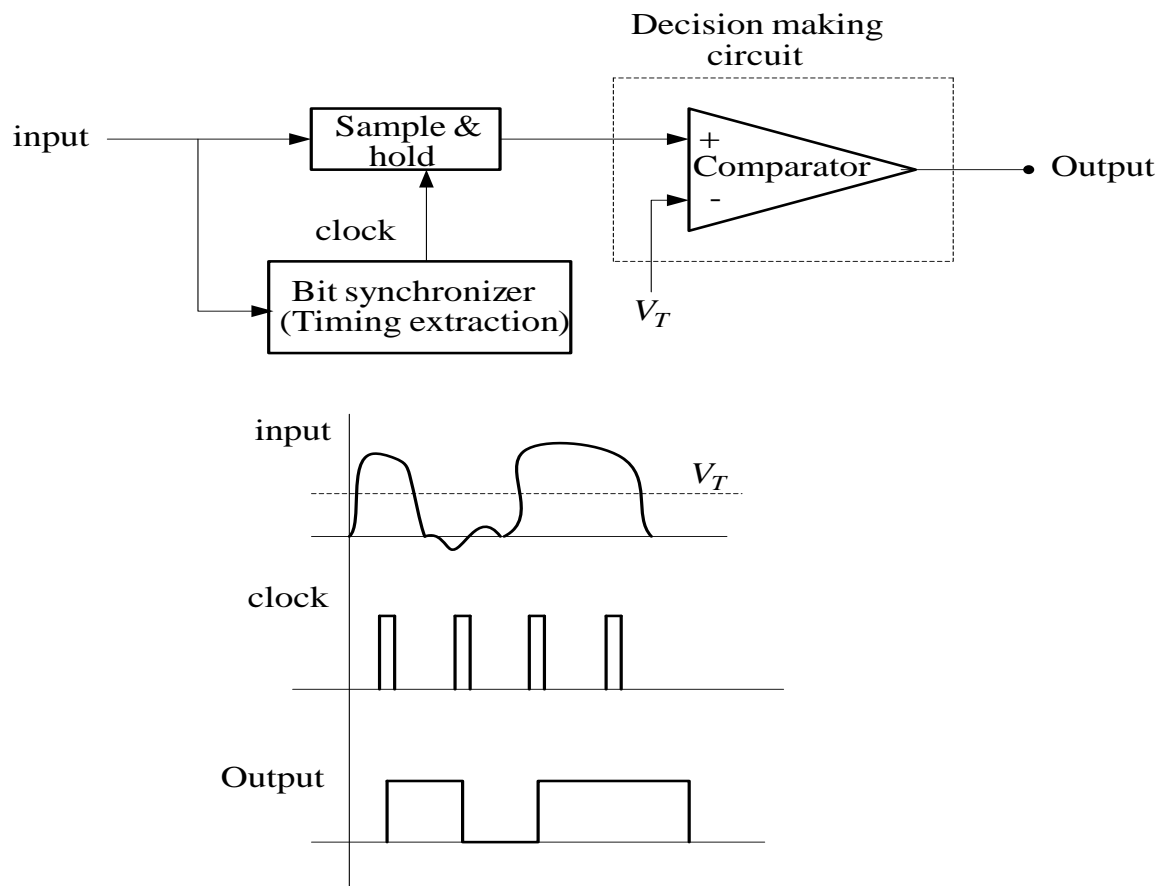 Decision making
circuit
input
Sample &
hold
+
Comparator
-
Output
clock
Bit synchronizer
(Timing extraction)
V_T
input
V_T
clock
Output